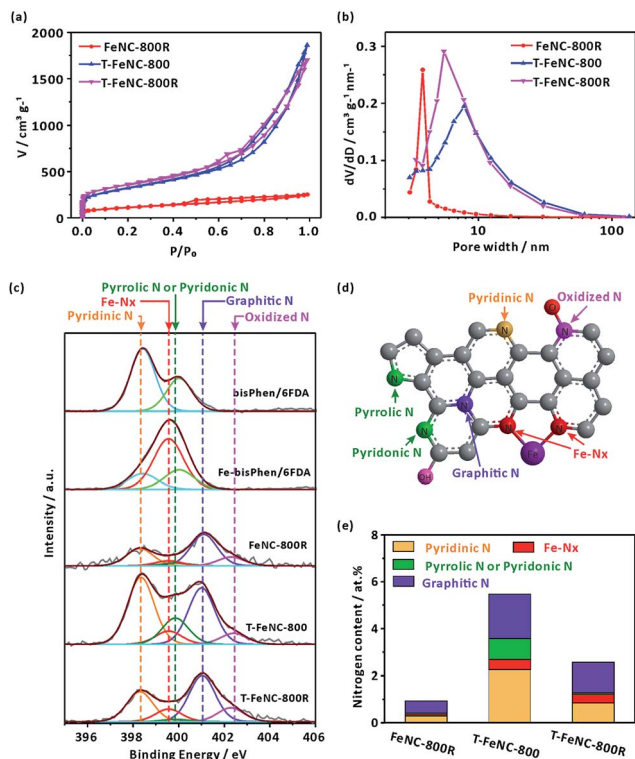 (a)
2000
1750
1500
1250
1000
750
500
250
0
V / cm³ g⁻¹
FeNC-800R
T-FeNC-800
T-FeNC-800R
0.0 0.2 0.4 0.6 0.8 1.0
P/P₀
(b)
0.3
0.2
0.1
0.0
dV/dD / cm³ g⁻¹ nm⁻¹
FeNC-800R
T-FeNC-800
T-FeNC-800R
10 100
Pore width / nm
(c)
Pyrrolic N or Pyridonic N
Fe-Nx
Graphitic N
Pyridinic N
Oxidized N
bisPhen/6FDA
Fe-bisPhen/6FDA
FeNC-800R
T-FeNC-800
T-FeNC-800R
Intensity / a.u.
396 398 400 402 404 406
Binding Energy / eV
(d)
Pyridinic N
Oxidized N
O
N
N
N
Pyrrolic N
N
N
N
N
Pyridonic N
Fe
Fe-Nx
Graphitic N
OH
(e)
8
6
4
2
0
Nitrogen content / at.%
Pyridinic N
Fe-Nx
Pyrrolic N or Pyridonic N
Graphitic N
FeNC-800R
T-FeNC-800
T-FeNC-800R